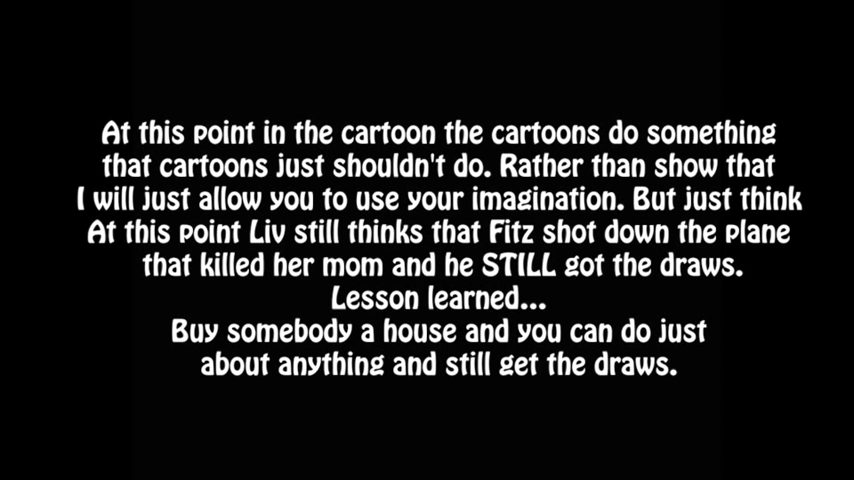 At this point in the cartoon the cartoons do something
that cartoons just shouldn't do. Rather than show that
I will just allow you to use your imagination. But just think
At this point Liv still thinks that Fitz shot down the plane
that killed her mom and he STILL got the draws.
Lesson learned...
Buy somebody a house and you can do just
about anything and still get the draws.